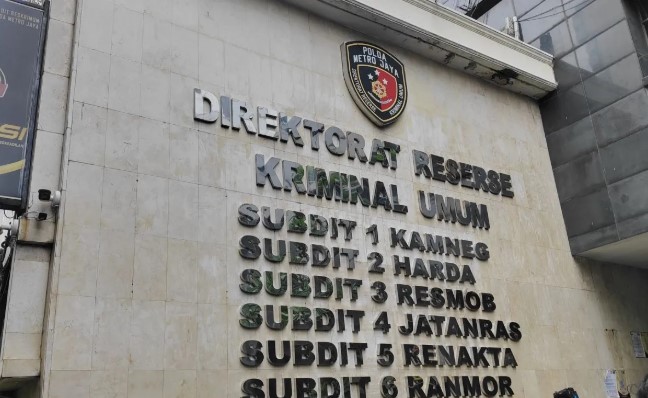 POLDA
METRO JAYA
DIREKTORAT RESERSE
KRIMINAL UMUM
SUBDIT 1 KAMNEG
SUBDIT 2 HARDA
SUBDIT 3 RESMOB
SUBDIT 4 JATANRAS
SUBDIT 5 RENAKTA
SUBDIT 6 RANMOR